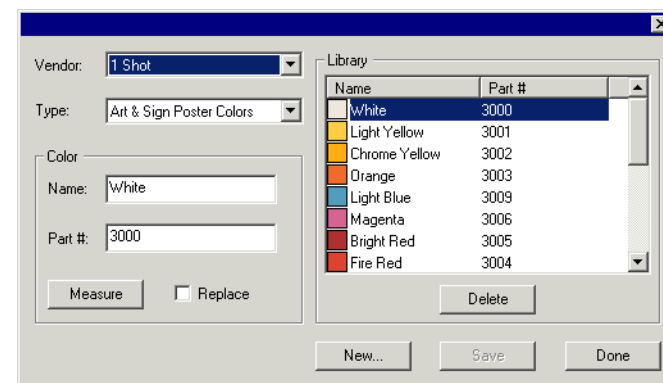 Vendor: 1 Shot
Type: Art & Sign Poster Colors
Color
Name: White
Part #: 3000
Measure Replace
Library
Name Part #
White 3000
Light Yellow 3001
Chrome Yellow 3002
Orange 3003
Light Blue 3009
Magenta 3006
Bright Red 3005
Fire Red 3004
Delete
New... Save Done